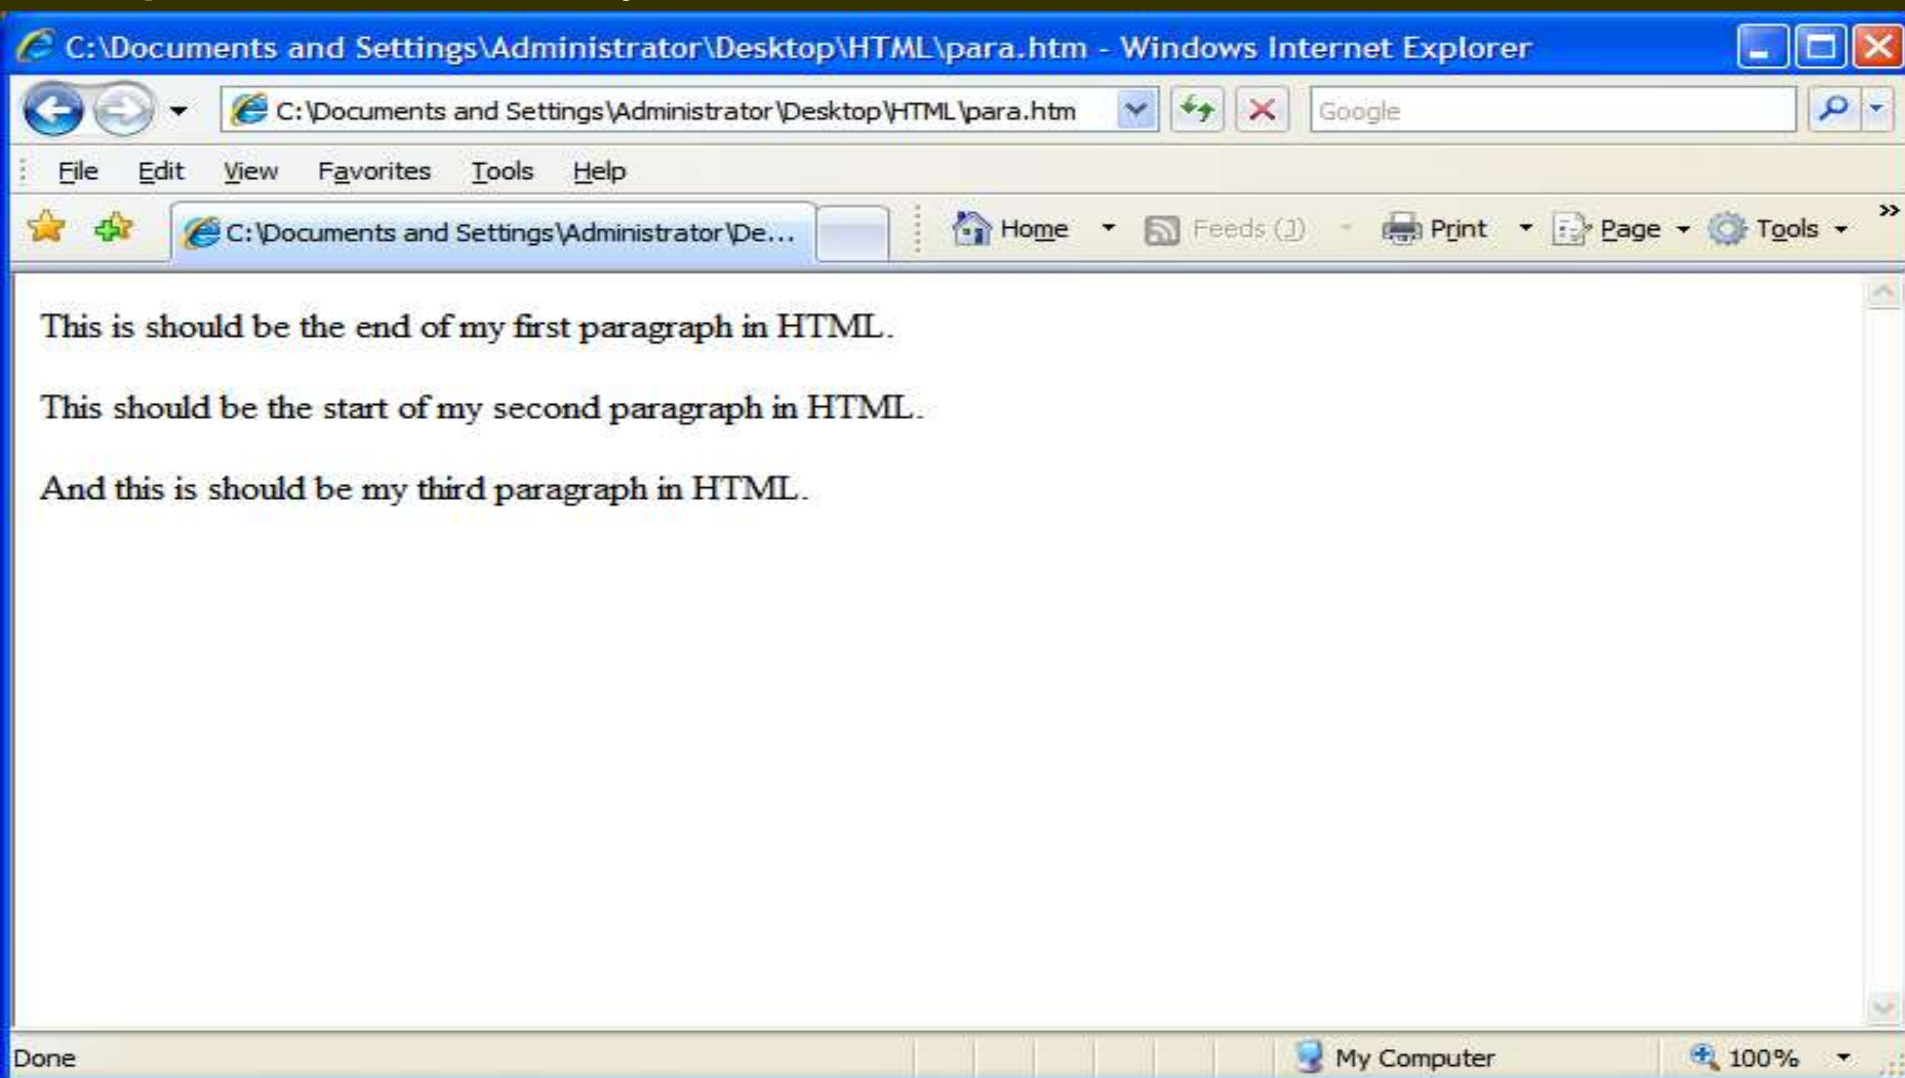 C:\Documents and Settings\Administrator\Desktop\HTML\para.htm - Windows Internet Explorer
C:\Documents and Settings\Administrator\Desktop\HTML\para.htm Google
File Edit View Favorites Tools Help
C:\Documents and Settings\Administrator\De... Home Feeds (J) Print Page Tools »
This is should be the end of my first paragraph in HTML.
This should be the start of my second paragraph in HTML.
And this is should be my third paragraph in HTML.
Done My Computer 100%